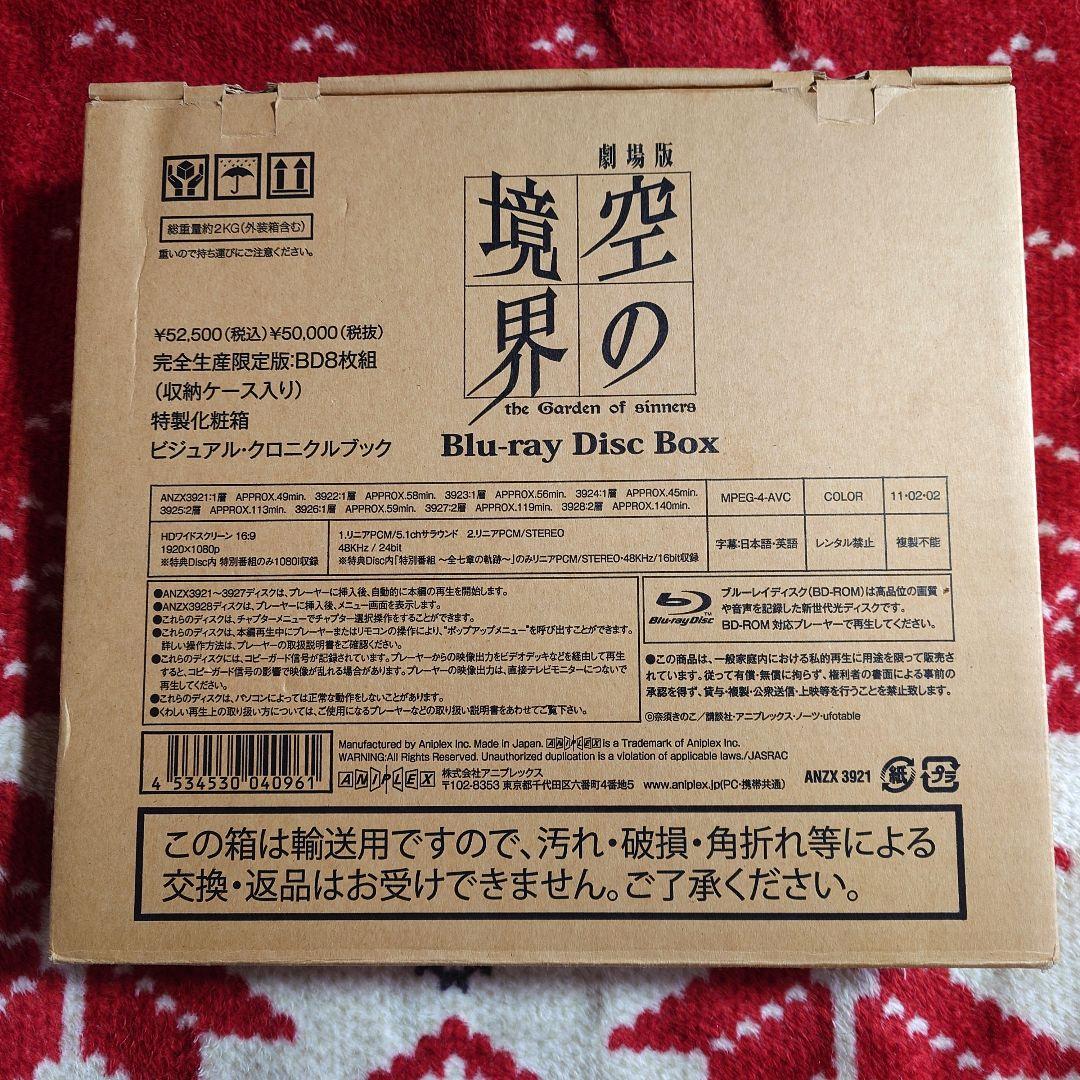 劇場版
空の
境界
the Garden of sinners
Blu-ray Disc Box
総重量約2KG(外装箱含む)
重いので持ち運びにご注意ください。
¥52,500(税込)¥50,000(税抜)
完全生産限定版:BD8枚組
(収納ケース入り)
特製化粧箱
ビジュアル・クロニクルブック
ANZX3921:1層 APPROX.49min. 3922:1層 APPROX.58min. 3923:1層 APPROX.56min. 3924:1層 APPROX.45min.
3925:2層 APPROX.113min. 3926:1層 APPROX.59min. 3927:2層 APPROX.119min. 3928:2層 APPROX.140min.
MPEG-4-AVC
COLOR
11・02・02
HDワイドスクリーン 16:9
1920×1080p
※特典Disc内 特別番組のみ1080i収録
1.リニアPCM/5.1chサラウンド 2.リニアPCM/STEREO
48KHz / 24bit
※特典Disc内「特別番組 〜全七章の軌跡〜」のみリニアPCM/STEREO・48KHz/16bit収録
字幕:日本語・英語
レンタル禁止
複製不能
●ANZX3921〜3927ディスクは、プレーヤーに挿入後、自動的に本編の再生を開始します。
●ANZX3928ディスクは、プレーヤーに挿入後、メニュー画面を表示します。
●これらのディスクは、チャプターメニューでチャプター選択操作をすることができます。
●これらのディスクは、本編再生中にプレーヤーまたはリモコンの操作により、"ポップアップメニュー"を呼び出すことができます。
詳しい操作方法は、プレーヤーの取扱説明書をご確認ください。
●これらのディスクには、コピーガード信号が記録されています。プレーヤーからの映像出力をビデオデッキなどを経由して再生
すると、コピーガード信号の影響で映像が乱れる場合があります。プレーヤーの映像出力は、直接テレビモニターにつないで
再生してください。
●これらのディスクは、パソコンによっては正常な動作をしないことがあります。
●くわしい再生上の取り扱い方については、ご使用になるプレーヤーなどの取り扱い説明書をあわせてご覧下さい。
Blu-ray Disc™
ブルーレイディスク(BD-ROM)は高品位の画質
や音声を記録した新世代光ディスクです。
BD-ROM 対応プレーヤーで再生してください。
●この商品は、一般家庭内における私的再生に用途を限って販売さ
れています。従って有償・無償に拘らず、権利者の書面による事前の
承認を得ず、貸与・複製・公衆送信・上映等を行うことを禁止致します。
©奈須きのこ/講談社・アニプレックス・ノーツ・ufotable
4 534530 040961
Manufactured by Aniplex Inc. Made in Japan. ANIPLEX is a Trademark of Aniplex Inc.
WARNING:All Rights Reserved. Unauthorized duplication is a violation of applicable laws./JASRAC
ANIPLEX
株式会社アニプレックス
〒102-8353 東京都千代田区六番町4番地5 www.aniplex.jp(PC・携帯共通)
ANZX 3921
紙
プラ
この箱は輸送用ですので、汚れ・破損・角折れ等による
交換・返品はお受けできません。ご了承ください。